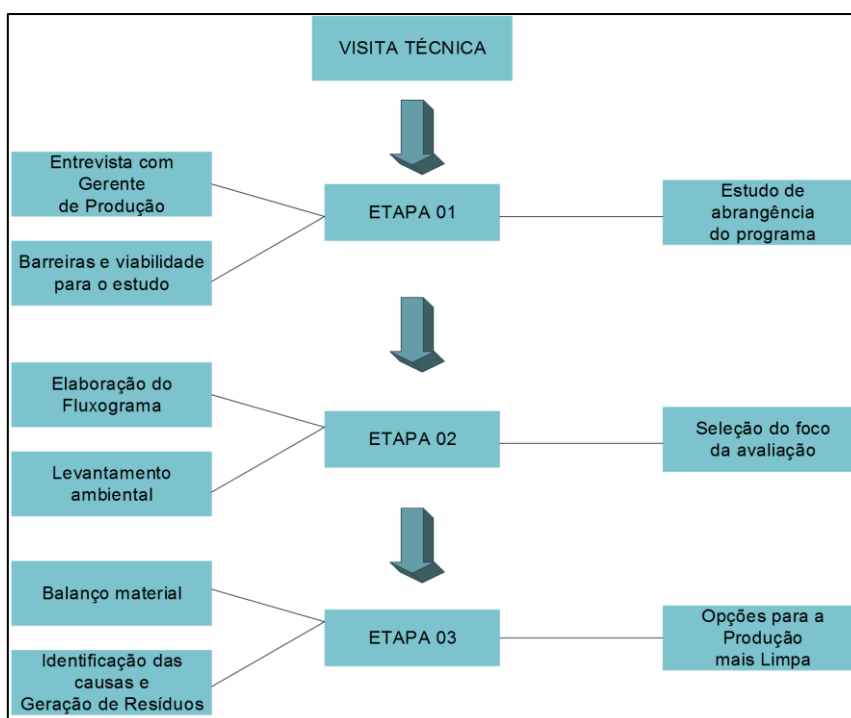 VISITA TÉCNICA
Entrevista com
Gerente
de Produção
ETAPA 01
Estudo de
abrangência
do programa
Barreiras e viabilidade
para o estudo
Elaboração do
Fluxograma
ETAPA 02
Seleção do foco
da avaliação
Levantamento
ambiental
Balanço material
ETAPA 03
Opções para a
Produção
mais Limpa
Identificação das
causas e
Geração de Resíduos